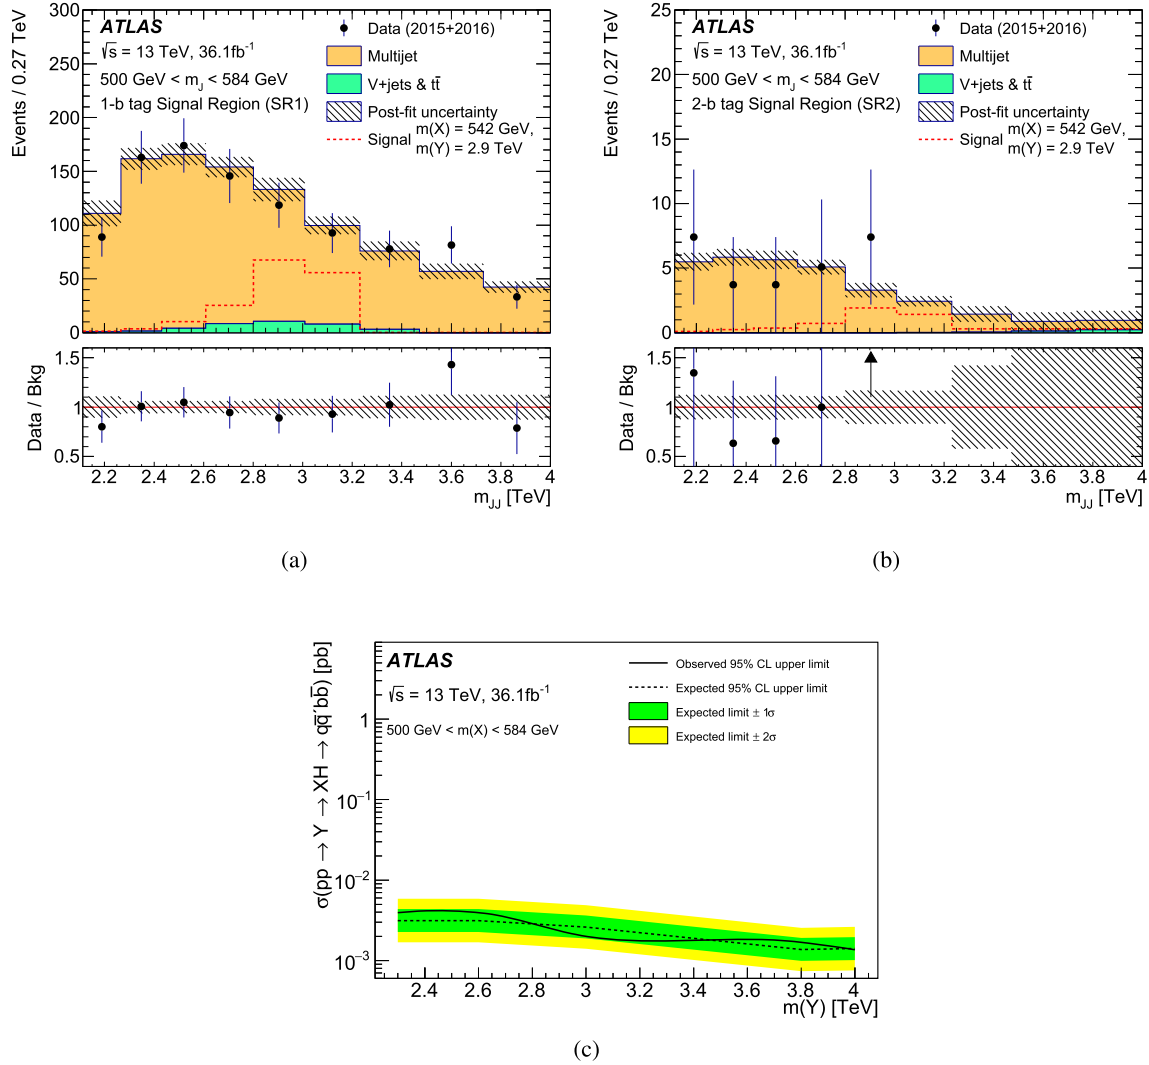 ATLAS
√s = 13 TeV, 36.1fb⁻¹
500 GeV < m_J < 584 GeV
1-b tag Signal Region (SR1)
Data (2015+2016)
Multijet
V+jets & tt̄
Post-fit uncertainty
Signal m(X) = 542 GeV,
m(Y) = 2.9 TeV
Events / 0.27 TeV
300
250
200
150
100
50
0
Data / Bkg
1.5
1
0.5
2.2 2.4 2.6 2.8 3 3.2 3.4 3.6 3.8 4
m_JJ [TeV]
(a)
ATLAS
√s = 13 TeV, 36.1fb⁻¹
500 GeV < m_J < 584 GeV
2-b tag Signal Region (SR2)
Data (2015+2016)
Multijet
V+jets & tt̄
Post-fit uncertainty
Signal m(X) = 542 GeV,
m(Y) = 2.9 TeV
Events / 0.27 TeV
25
20
15
10
5
0
Data / Bkg
1.5
1
0.5
2.2 2.4 2.6 2.8 3 3.2 3.4 3.6 3.8 4
m_JJ [TeV]
(b)
ATLAS
√s = 13 TeV, 36.1fb⁻¹
500 GeV < m(X) < 584 GeV
Observed 95% CL upper limit
Expected 95% CL upper limit
Expected limit ± 1σ
Expected limit ± 2σ
σ(pp → Y → XH → qq̄′bb̄) [pb]
1
10⁻¹
10⁻²
10⁻³
2.4 2.6 2.8 3 3.2 3.4 3.6 3.8 4
m(Y) [TeV]
(c)